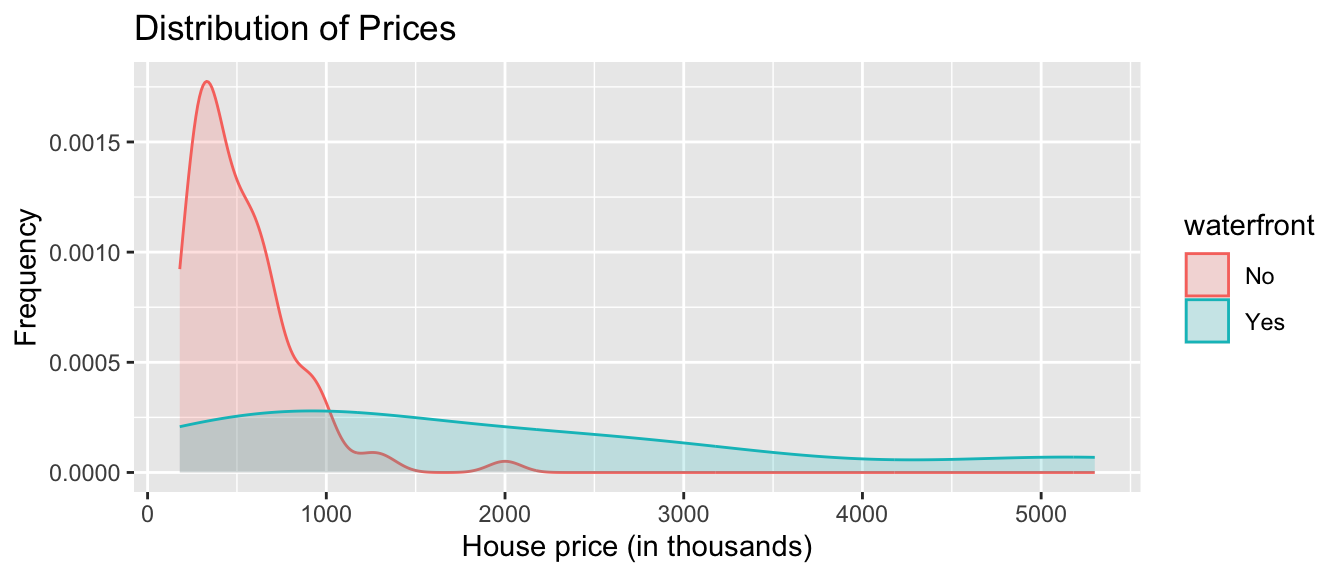 Distribution of Prices
Frequency
0.0015
0.0010
0.0005
0.0000
0 1000 2000 3000 4000 5000
House price (in thousands)
waterfront
No
Yes